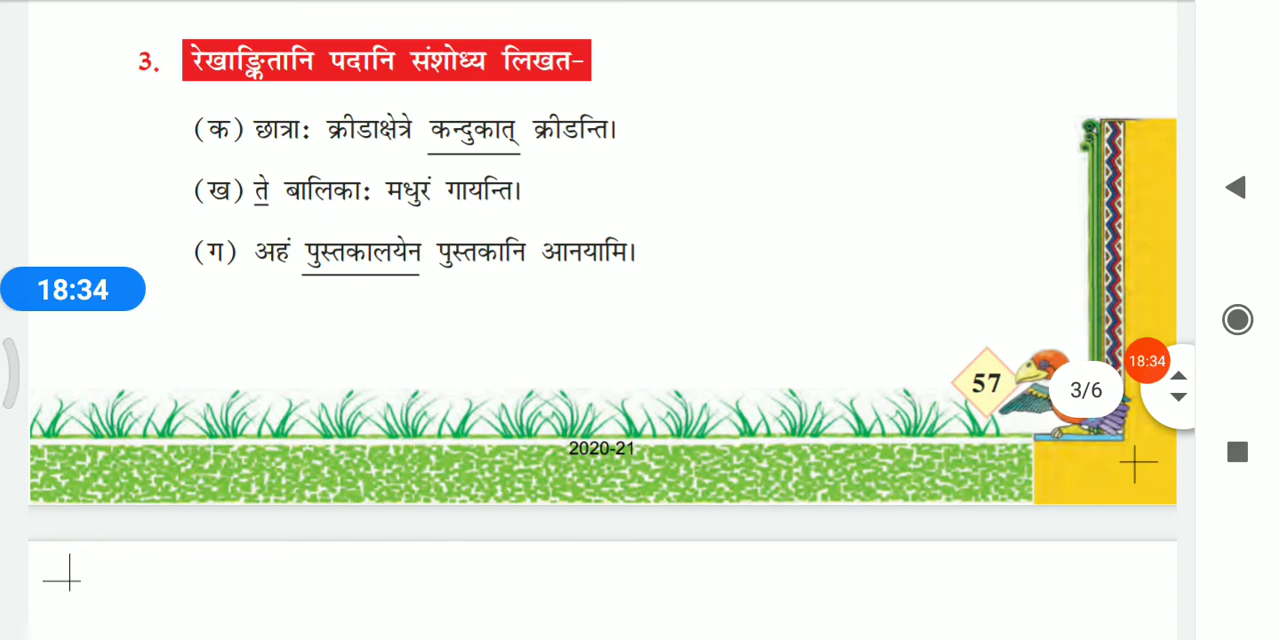 3. रेखाङ्कितानि पदानि संशोध्य लिखत-
(क) छात्राः क्रीडाक्षेत्रे कन्दुकात् क्रीडन्ति।
(ख) ते बालिकाः मधुरं गायन्ति।
(ग) अहं पुस्तकालयेन पुस्तकानि आनयामि।
18:34
18:34
57
3/6
2020-21